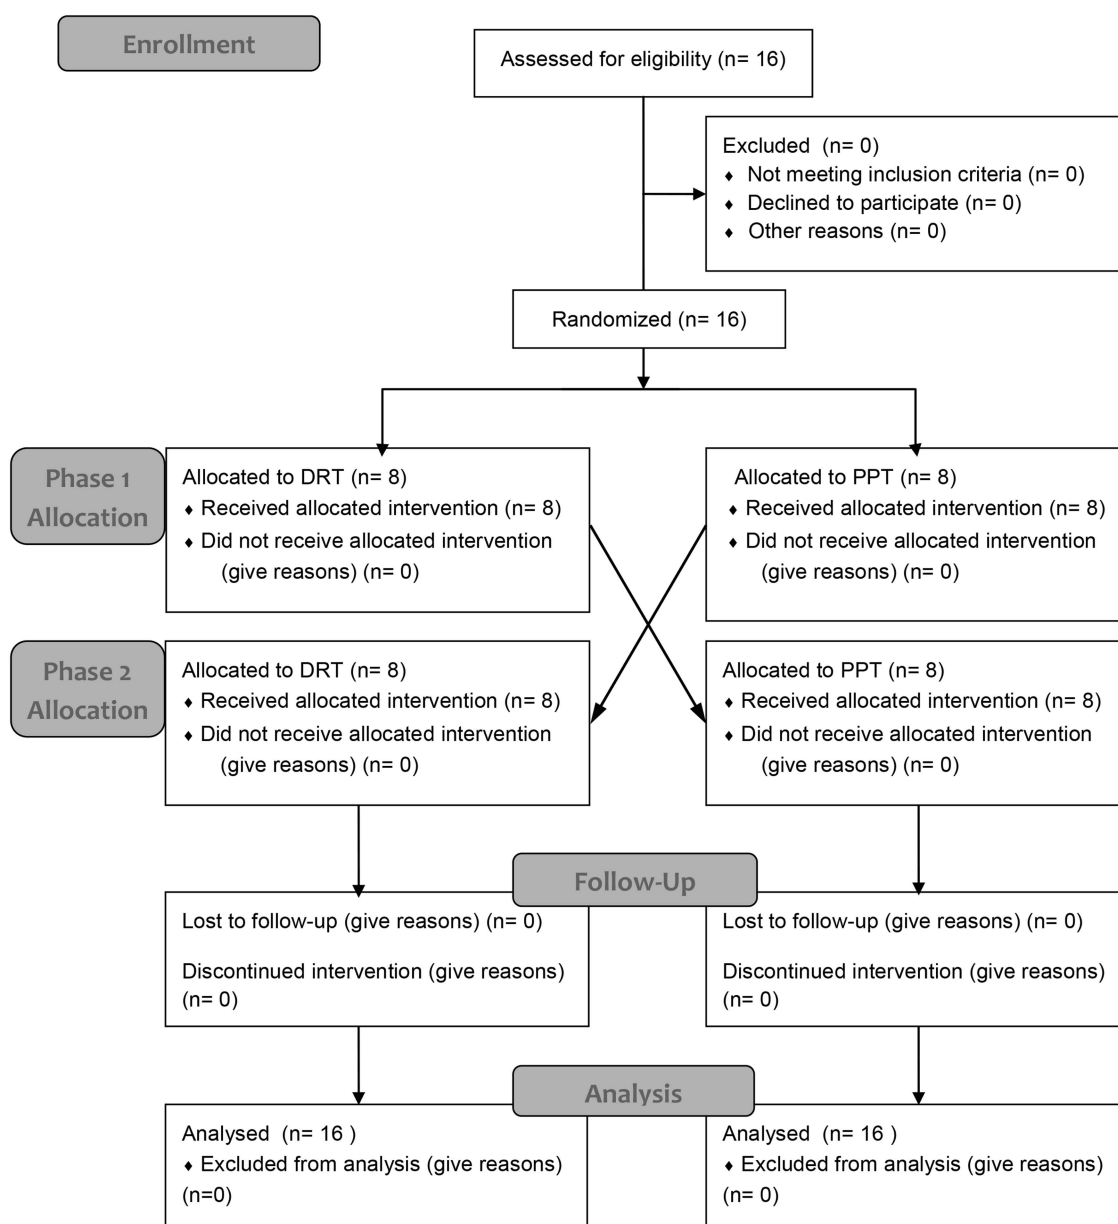 Enrollment
Assessed for eligibility (n= 16)
Excluded (n= 0)
♦ Not meeting inclusion criteria (n= 0)
♦ Declined to participate (n= 0)
♦ Other reasons (n= 0)
Randomized (n= 16)
Phase 1
Allocation
Allocated to DRT (n= 8)
♦ Received allocated intervention (n= 8)
♦ Did not receive allocated intervention
(give reasons) (n= 0)
Allocated to PPT (n= 8)
♦ Received allocated intervention (n= 8)
♦ Did not receive allocated intervention
(give reasons) (n= 0)
Phase 2
Allocation
Allocated to DRT (n= 8)
♦ Received allocated intervention (n= 8)
♦ Did not receive allocated intervention
(give reasons) (n= 0)
Allocated to PPT (n= 8)
♦ Received allocated intervention (n= 8)
♦ Did not receive allocated intervention
(give reasons) (n= 0)
Follow-Up
Lost to follow-up (give reasons) (n= 0)
Discontinued intervention (give reasons)
(n= 0)
Lost to follow-up (give reasons) (n= 0)
Discontinued intervention (give reasons)
(n= 0)
Analysis
Analysed (n= 16 )
♦ Excluded from analysis (give reasons)
(n=0)
Analysed (n= 16 )
♦ Excluded from analysis (give reasons)
(n= 0)